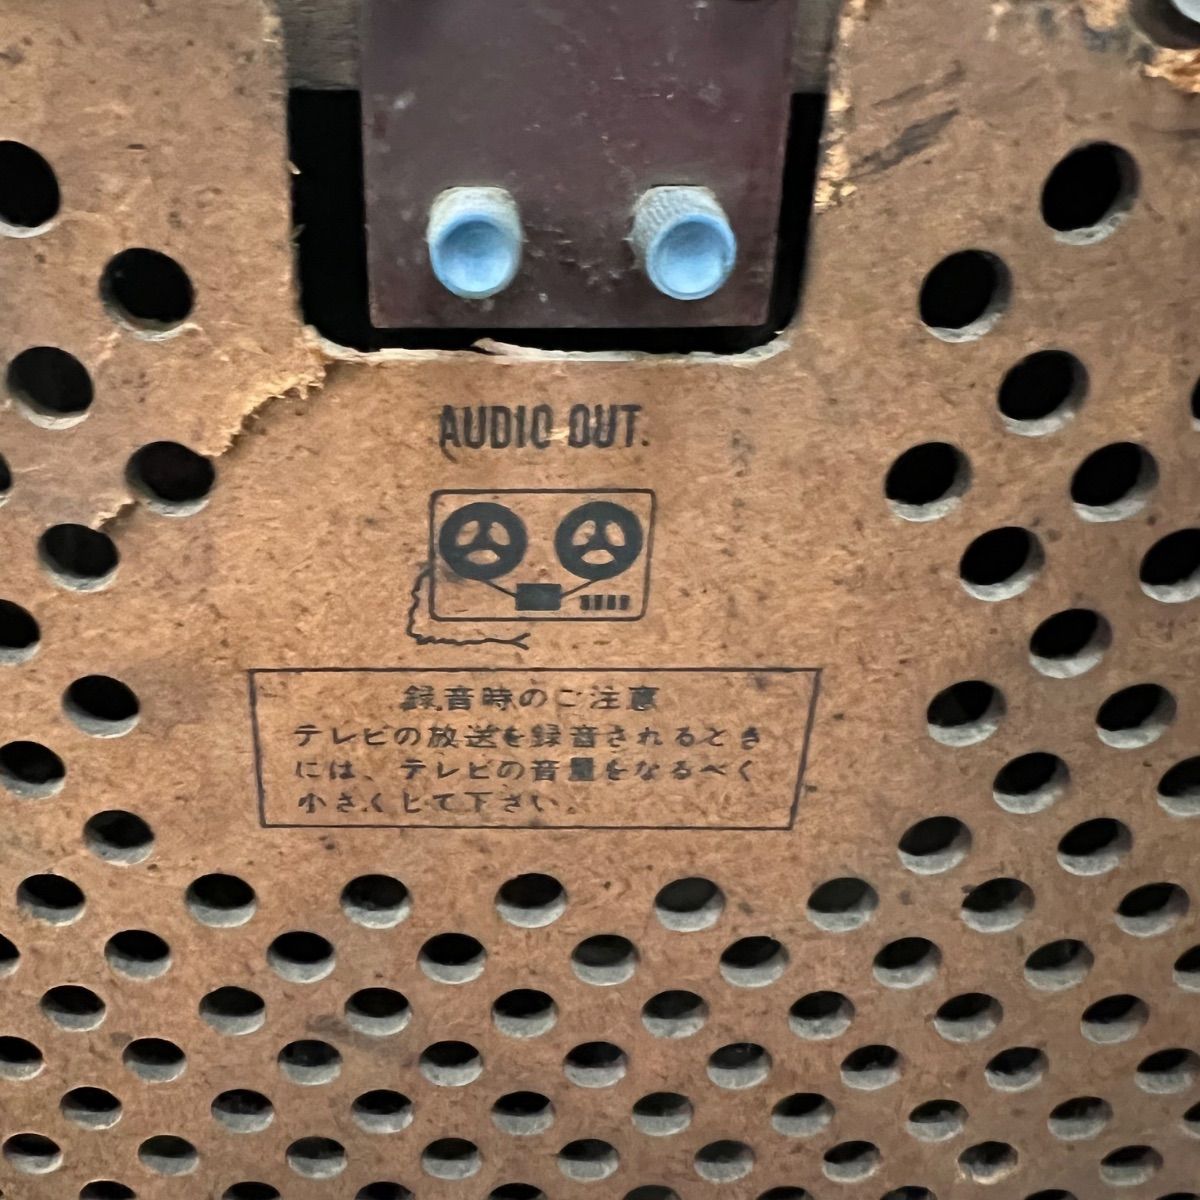 AUDIO OUT.
録音時のご注意
テレビの放送を録音されるとき
には、テレビの音量をなるべく
小さくして下さい。